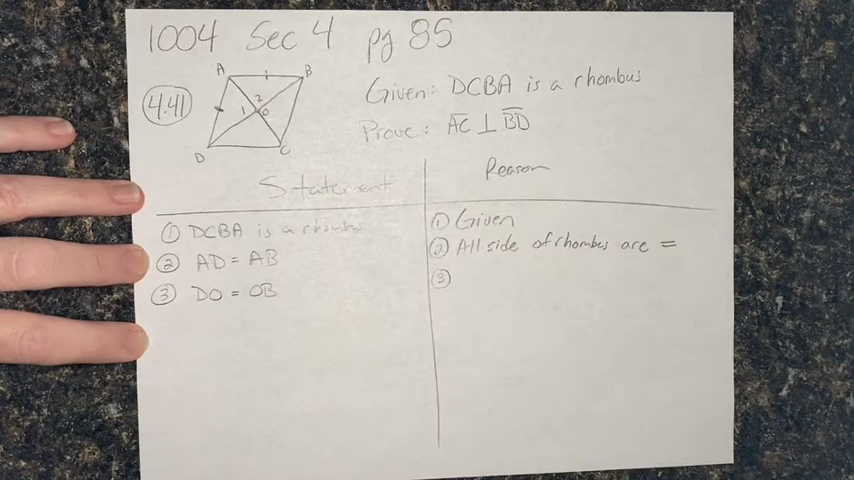 1004 Sec 4 pg 85
4.41
A B
1 2 O
D C
Given: DCBA is a rhombus
Prove: AC ⊥ BD
Statement Reason
① DCBA is a rhombus ① Given
② AD = AB ② All side of rhombus are =
③ DO = OB ③